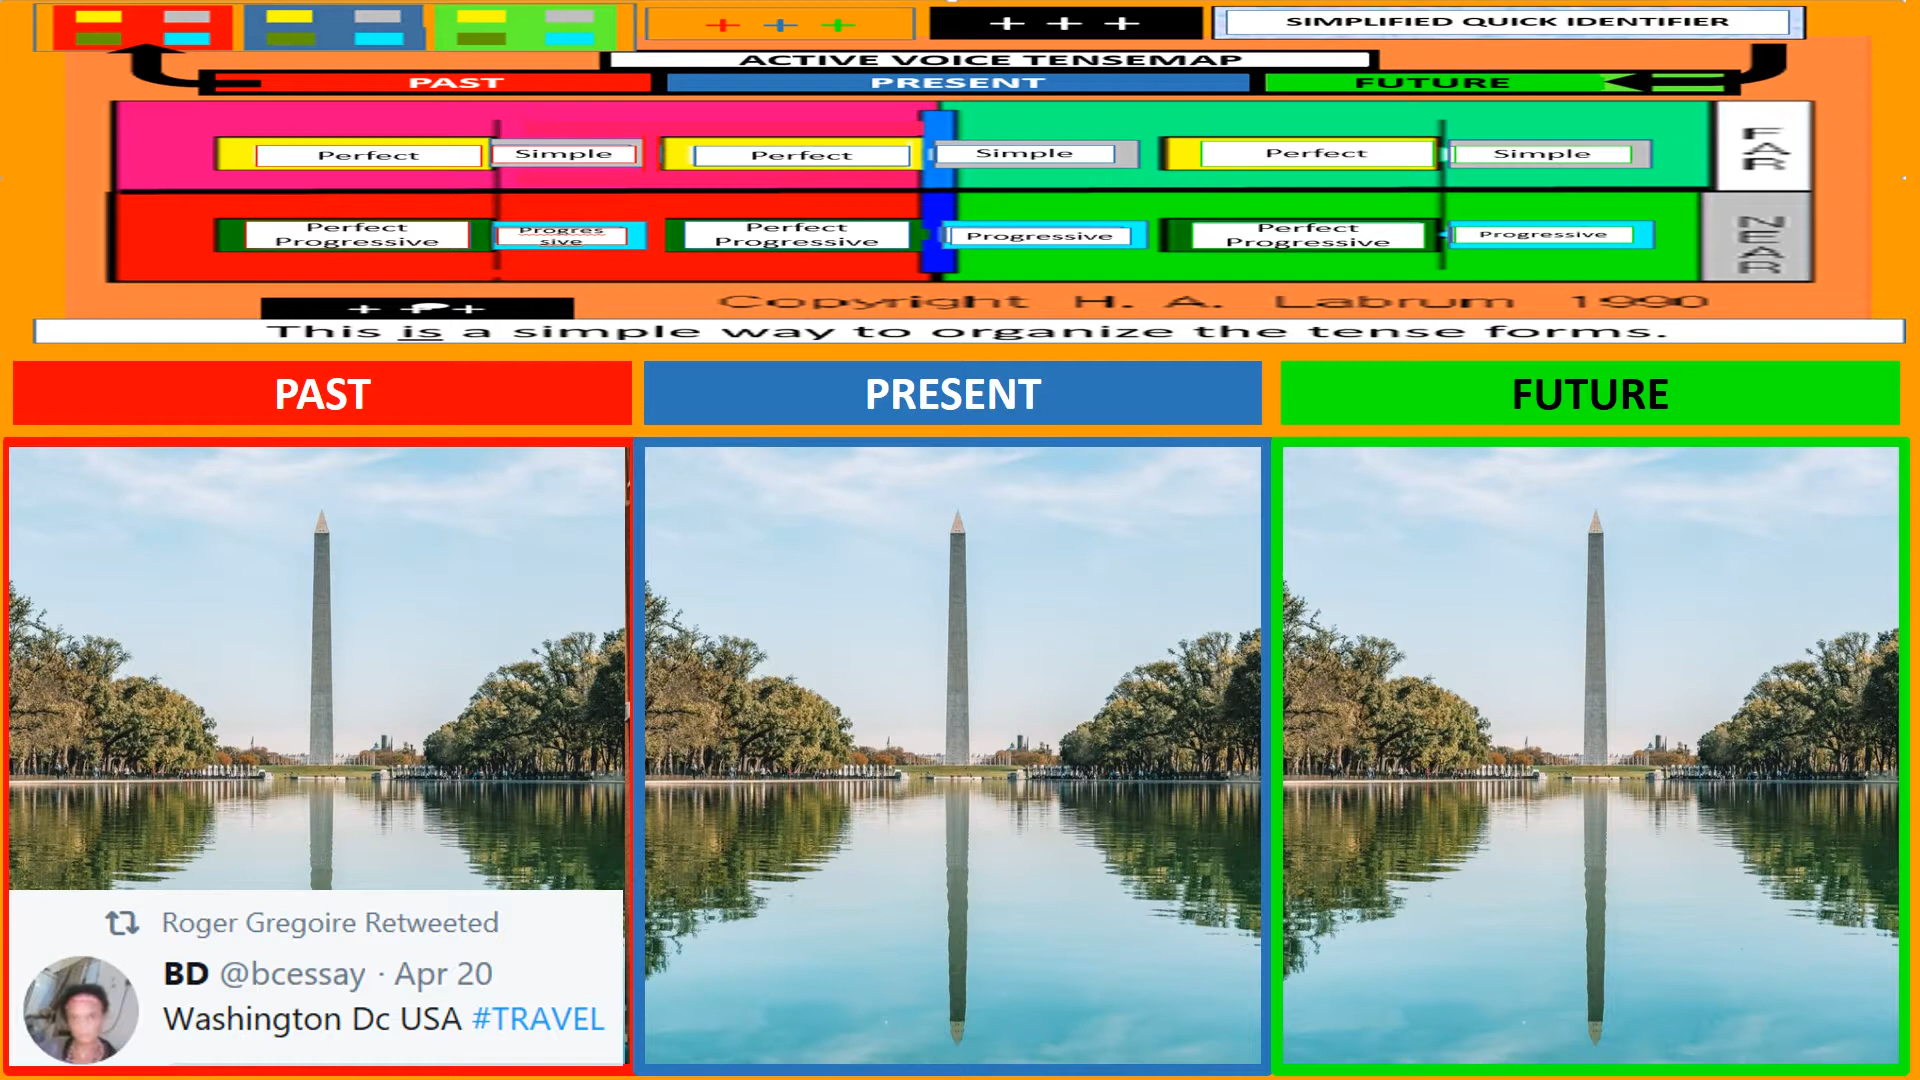 + + +
+ + +
SIMPLIFIED QUICK IDENTIFIER
ACTIVE VOICE TENSEMAP
PAST
PRESENT
FUTURE
Perfect
Simple
Perfect
Simple
Perfect
Simple
FAR
Perfect
Progressive
Progres
sive
Perfect
Progressive
Progressive
Perfect
Progressive
Progressive
NEAR
+ + +
Copyright H. A. Labrum 1990
This is a simple way to organize the tense forms.
PAST
PRESENT
FUTURE
Roger Gregoire Retweeted
BD @bcessay · Apr 20
Washington Dc USA #TRAVEL